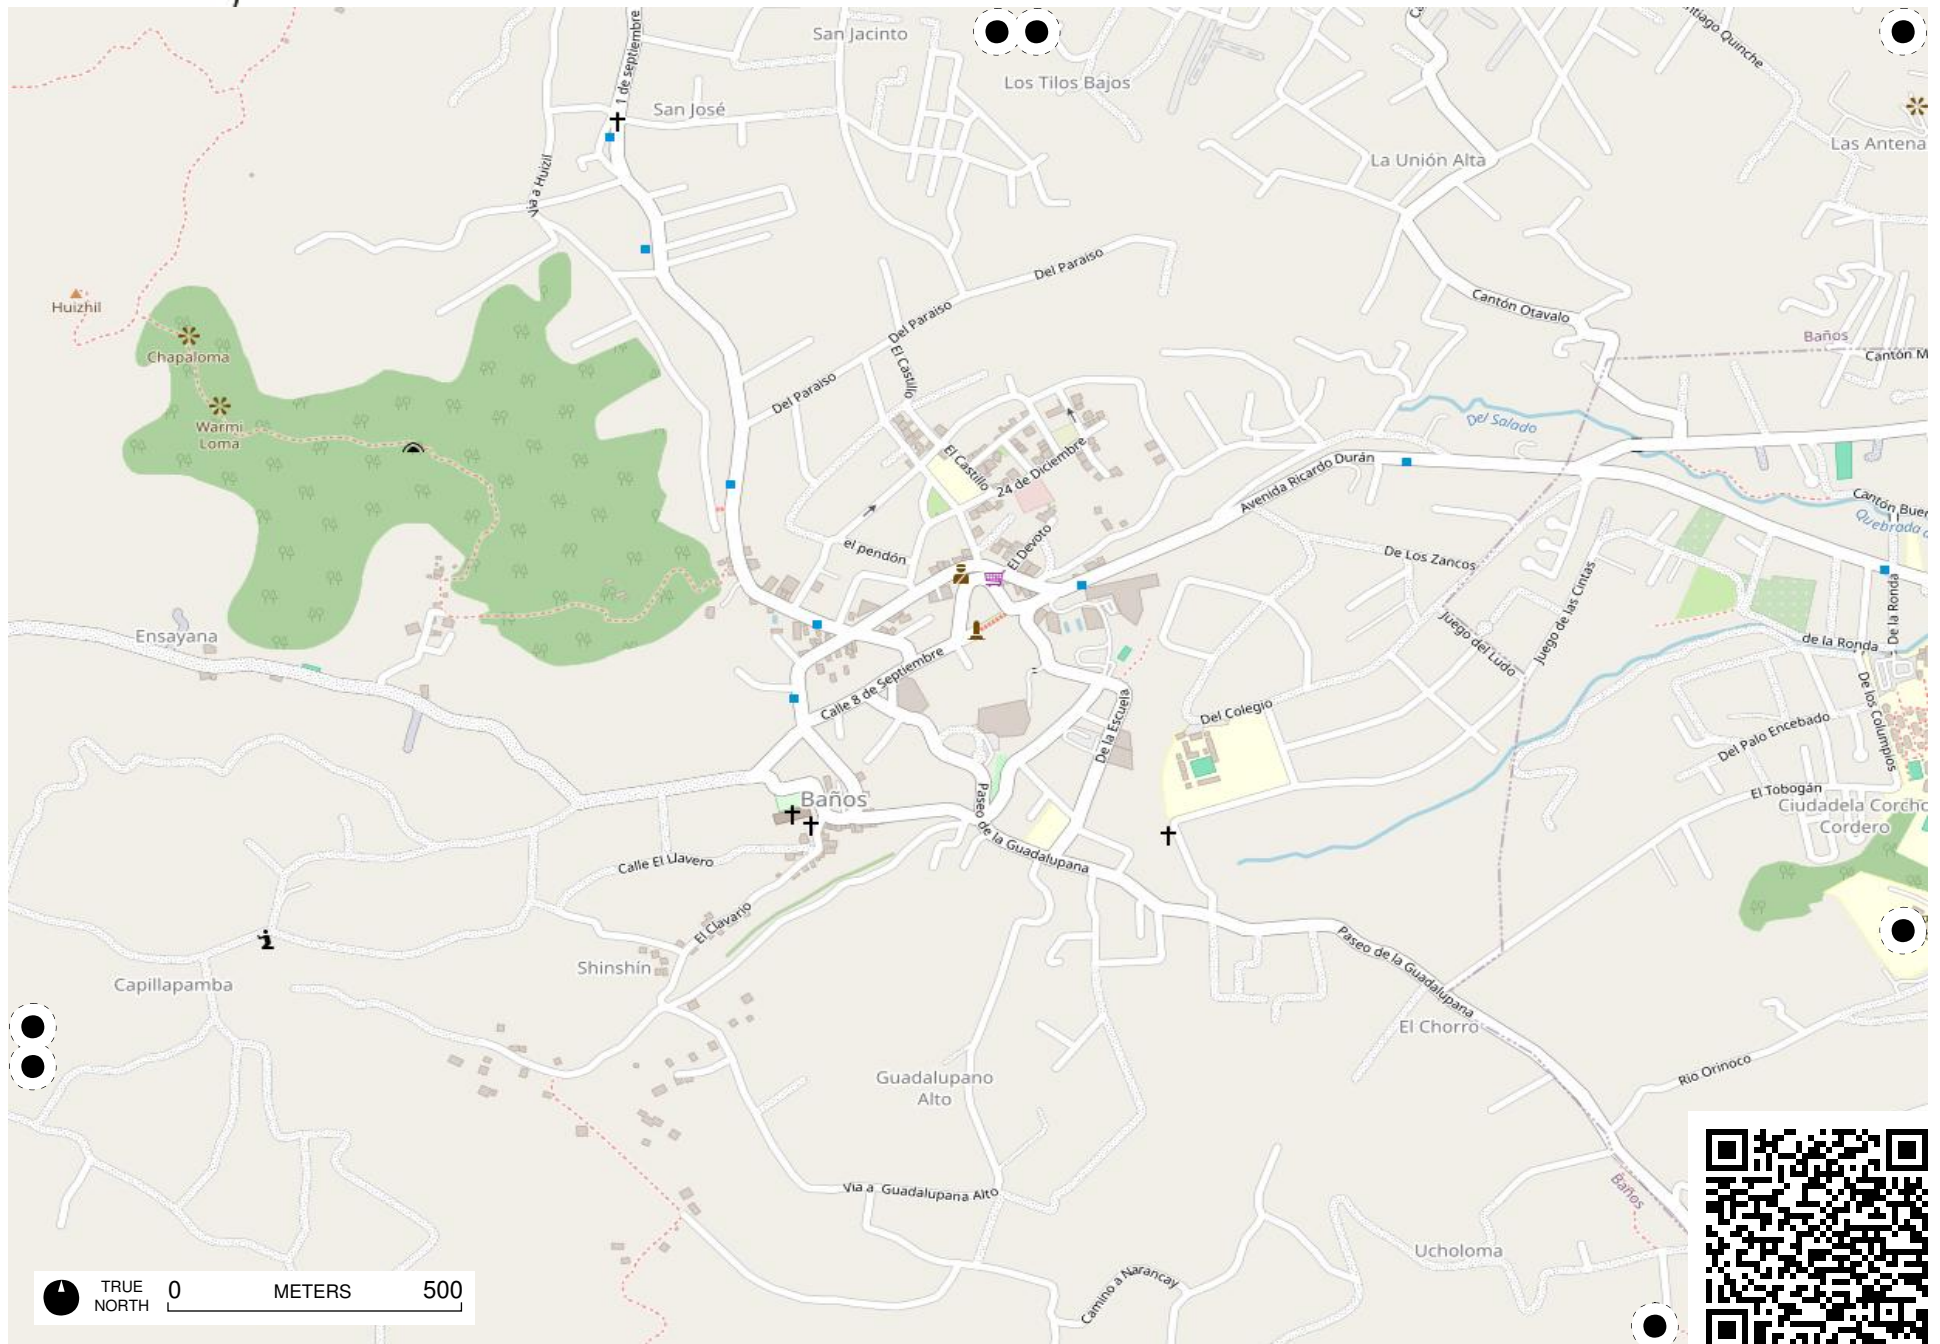 1 de septiembre
San Jacinto
Los Tilos Bajos
San José
Vía a Huizil
La Unión Alta
Las Antena
Huizhil
Chapaloma
Warmi
Loma
Del Paraiso
Del Paraiso
Del Paraiso
El Castillo
Cantón Otavalo
Baños
Cantón M
Del Salado
El Castillo
24 de Diciembre
Avenida Ricardo Durán
Cantón Buer
Quebrada d
el pendón
El Devoto
De Los Zancos
Juego del Ludo
Juego de las Cintas
De la Ronda
de la Ronda
Ensayana
Calle 8 de Septiembre
De la Escuela
Del Colegio
De los Columpios
Del Palo Encebado
El Tobogán
Ciudadela Corcho
Cordero
Baños
Paseo de la Guadalupana
Calle El Llavero
El Clavario
Shinshín
Capillapamba
Paseo de la Guadalupana
El Chorro
Rio Orinoco
Guadalupano
Alto
Via a Guadalupana Alto
Baños
Ucholoma
Camino a Narancay
TRUE
NORTH
0 METERS 500